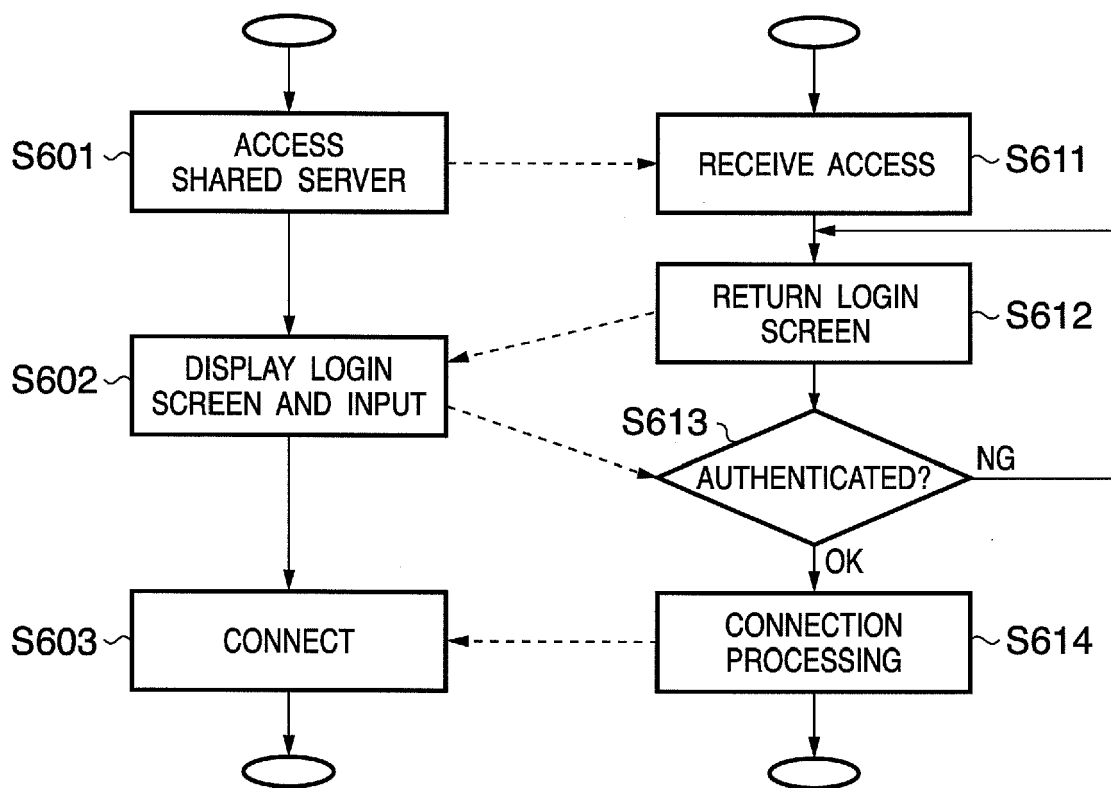 S601
ACCESS
SHARED SERVER
RECEIVE ACCESS
S611
RETURN LOGIN
SCREEN
S612
S602
DISPLAY LOGIN
SCREEN AND INPUT
S613
AUTHENTICATED?
NG
OK
S603
CONNECT
CONNECTION
PROCESSING
S614